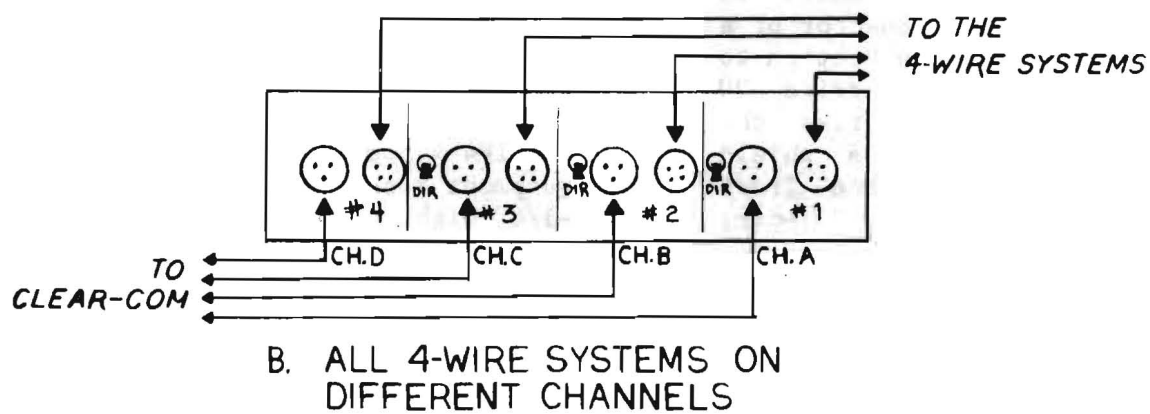 TO THE
4-WIRE SYSTEMS
DIR
DIR
DIR
#4
#3
#2
#1
CH.D
CH.C
CH.B
CH.A
TO
CLEAR-COM
B. ALL 4-WIRE SYSTEMS ON
DIFFERENT CHANNELS